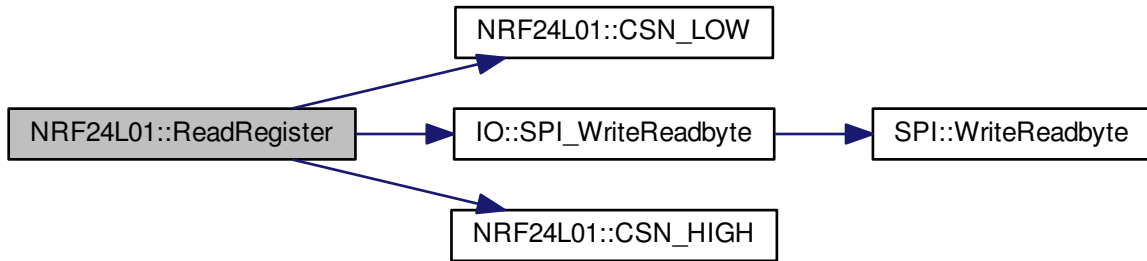 NRF24L01::CSN_LOW
NRF24L01::ReadRegister
IO::SPI_WriteReadbyte
SPI::WriteReadbyte
NRF24L01::CSN_HIGH